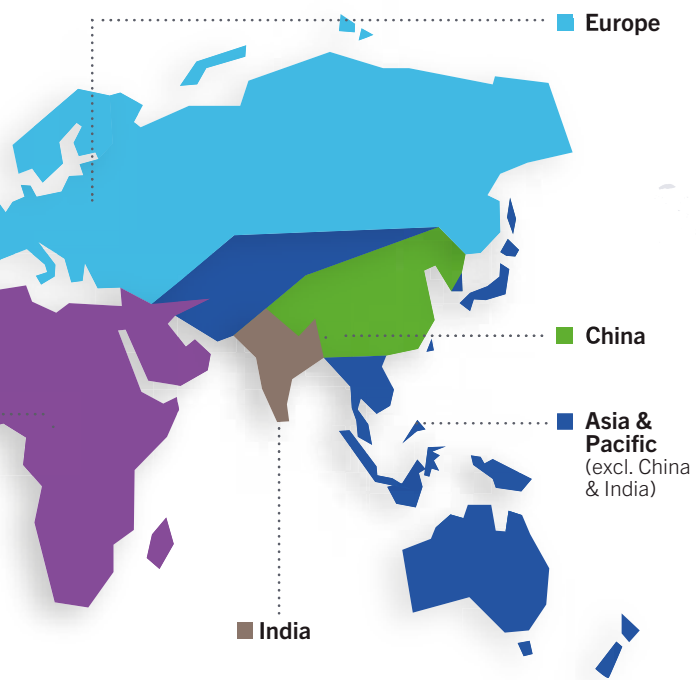 Europe
China
Asia &
Pacific
(excl. China
& India)
India